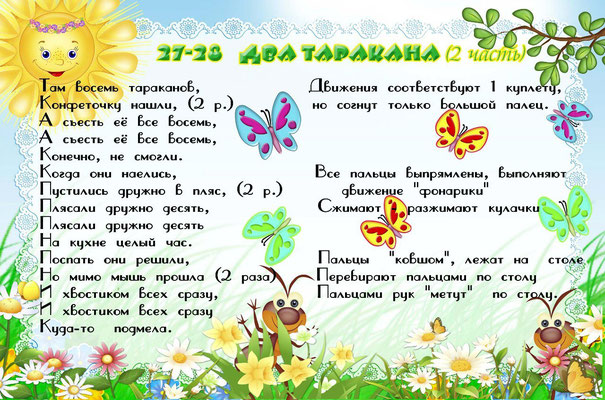 27-28 ДВА ТАРАКАНА (2 часть)
Там восемь тараканов,
Конфеточку нашли, (2 р.)
А съесть её все восемь,
А съесть её все восемь,
Конечно, не смогли.
Когда они наелись,
Пустились дружно в пляс, (2 р.)
Плясали дружно десять,
Плясали дружно десять
На кухне целый час.
Поспать они решили,
Но мимо мышь прошла (2 раза)
И хвостиком всех сразу,
И хвостиком всех сразу
Куда-то подмела.
Движения соответствуют 1 куплету,
но согнут только большой палец.
Все пальцы выпрямлены, выполняют
движение "фонарики"
Сжимают разжимают кулачки
Пальцы "ковшом", лежат на столе
Перебирают пальцами по столу
Пальцами рук "метут" по столу.